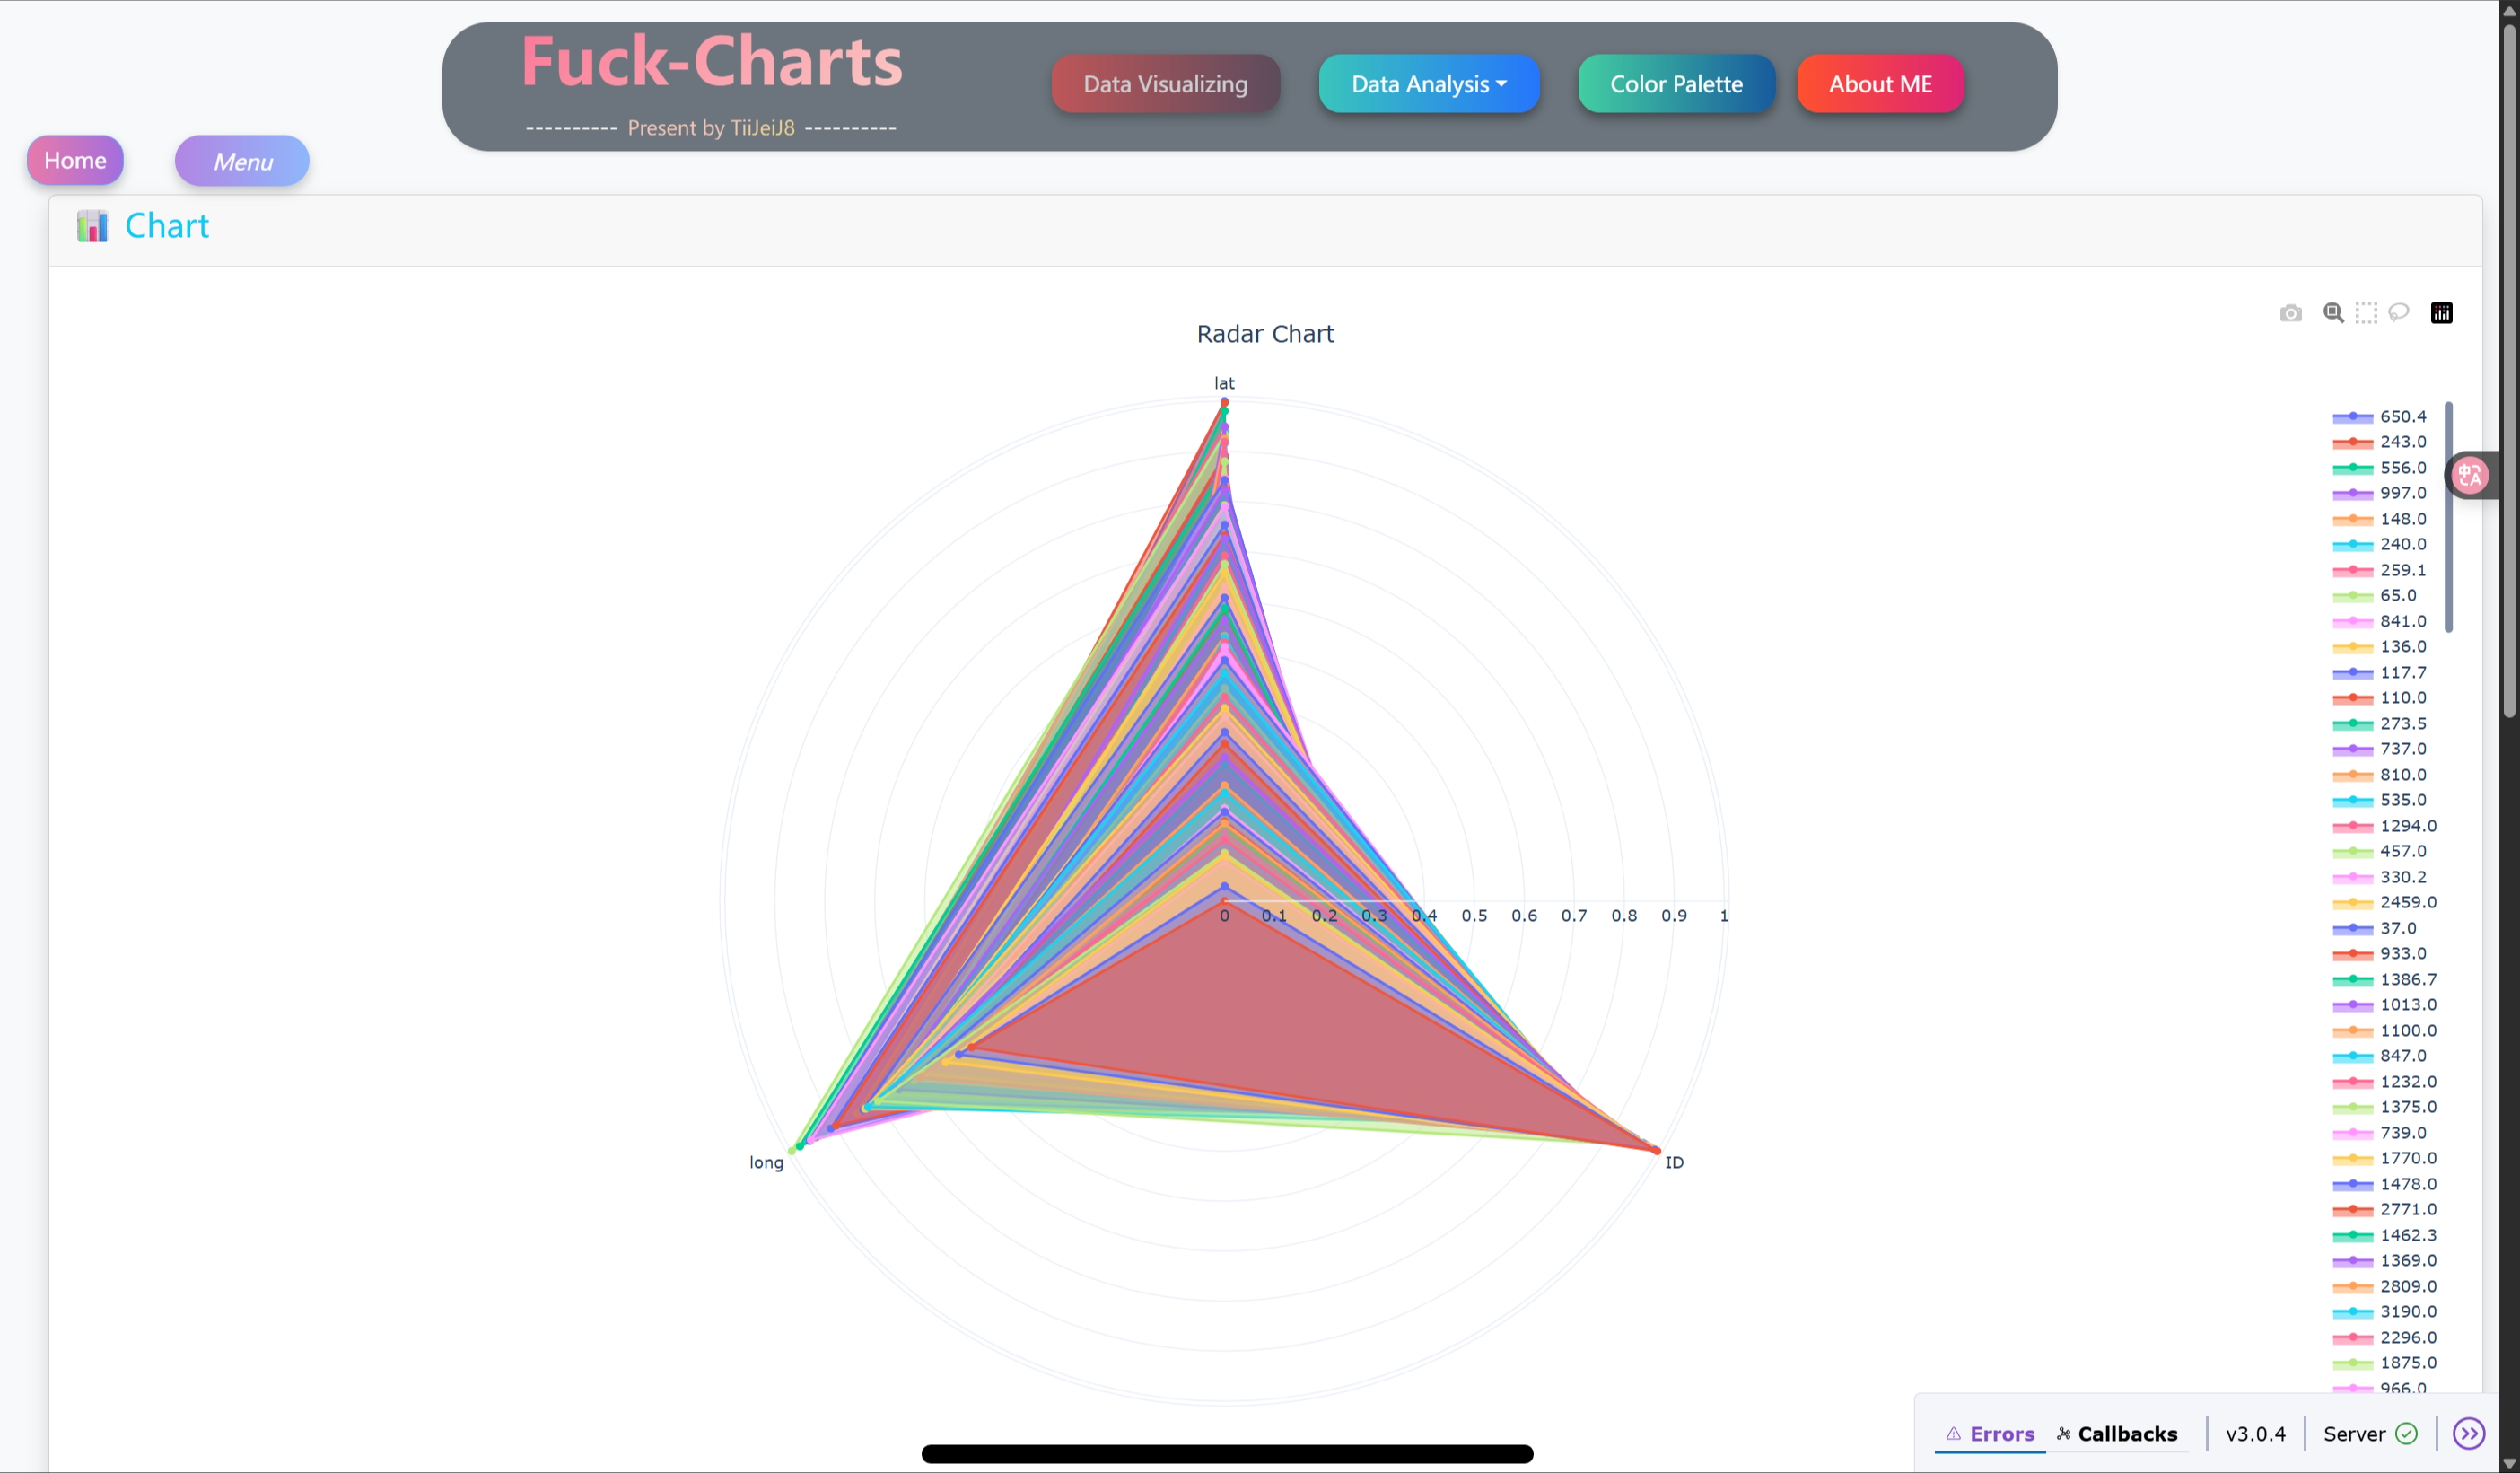 Fuck-Charts
---------- Present by TiiJeiJ8 ----------
Data Visualizing
Data Analysis
Color Palette
About ME
Home
Menu
Chart
Radar Chart
lat
long
ID
0 0.1 0.2 0.3 0.4 0.5 0.6 0.7 0.8 0.9 1
650.4
243.0
556.0
997.0
148.0
240.0
259.1
65.0
841.0
136.0
117.7
110.0
273.5
737.0
810.0
535.0
1294.0
457.0
330.2
2459.0
37.0
933.0
1386.7
1013.0
1100.0
847.0
1232.0
1375.0
739.0
1770.0
1478.0
2771.0
1462.3
1369.0
2809.0
3190.0
2296.0
1875.0
966.0
中
A
Errors
Callbacks
v3.0.4
Server